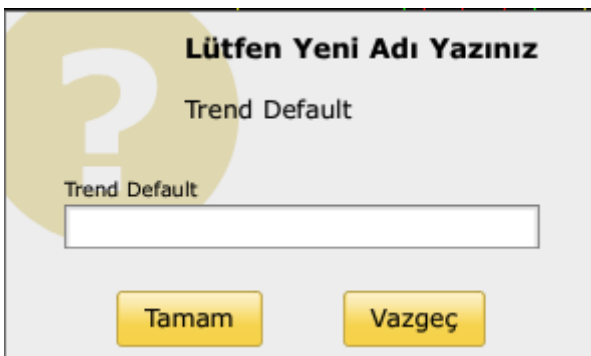 Lütfen Yeni Adı Yazınız
Trend Default
Trend Default
Tamam Vazgeç